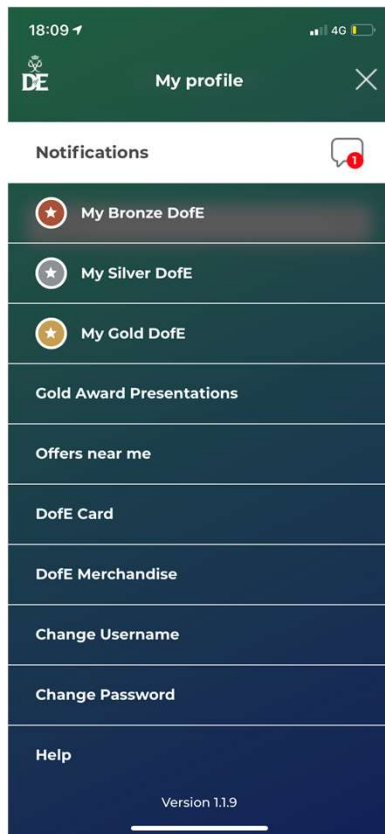 18:09 4G
DE
My profile
Notifications
1
My Bronze DofE
My Silver DofE
My Gold DofE
Gold Award Presentations
Offers near me
DofE Card
DofE Merchandise
Change Username
Change Password
Help
Version 1.1.9